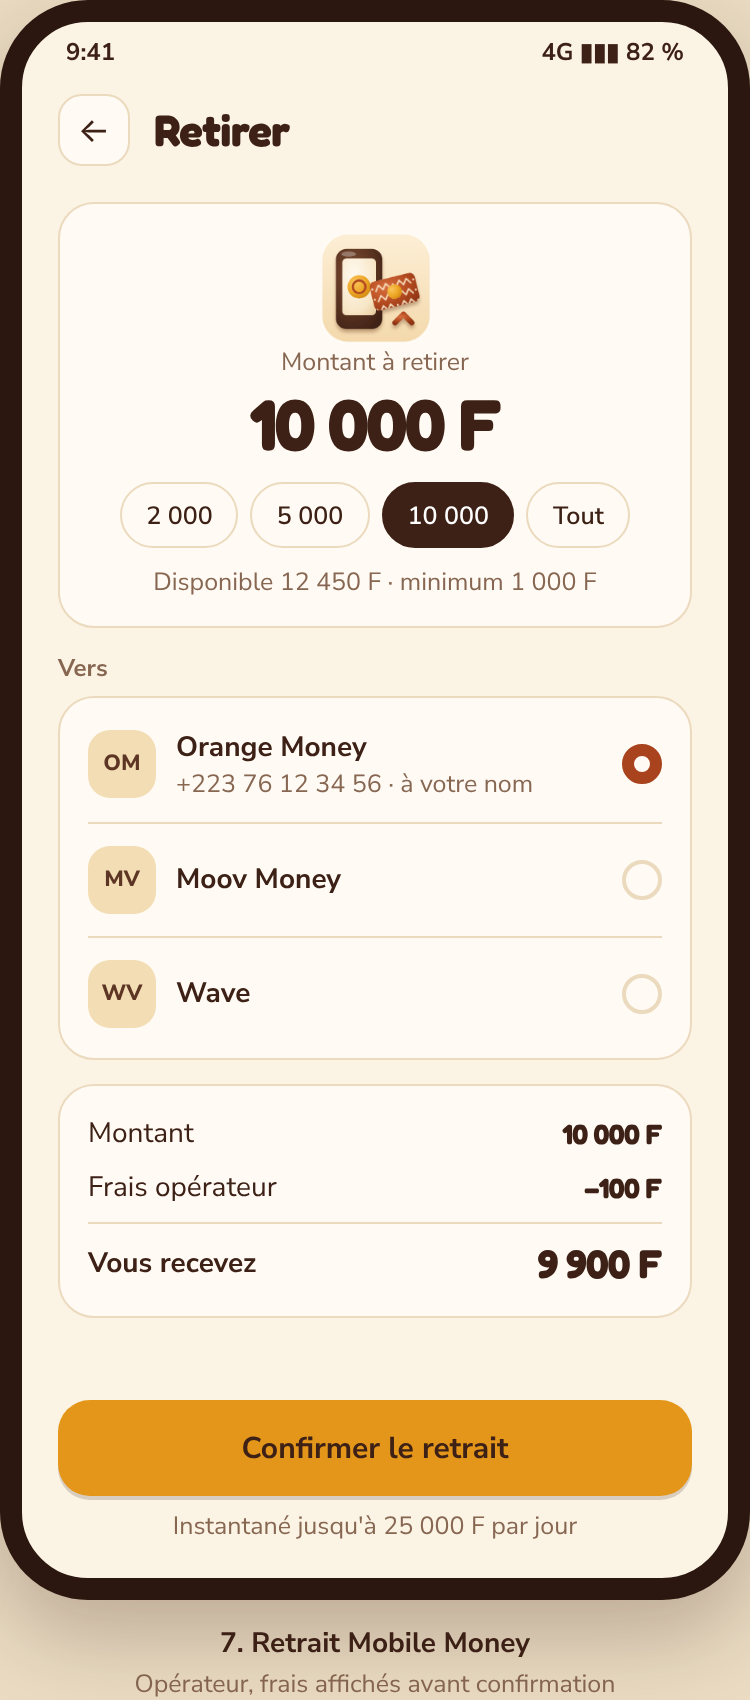 9:41
4G ▮▮▮ 82 %
← Retirer
Montant à retirer
10 000 F
2 000 5 000 10 000 Tout
Disponible 12 450 F · minimum 1 000 F
Vers
OM Orange Money
+223 76 12 34 56 · à votre nom
MV Moov Money
WV Wave
Montant 10 000 F
Frais opérateur –100 F
Vous recevez 9 900 F
Confirmer le retrait
Instantané jusqu'à 25 000 F par jour
7. Retrait Mobile Money
Opérateur, frais affichés avant confirmation